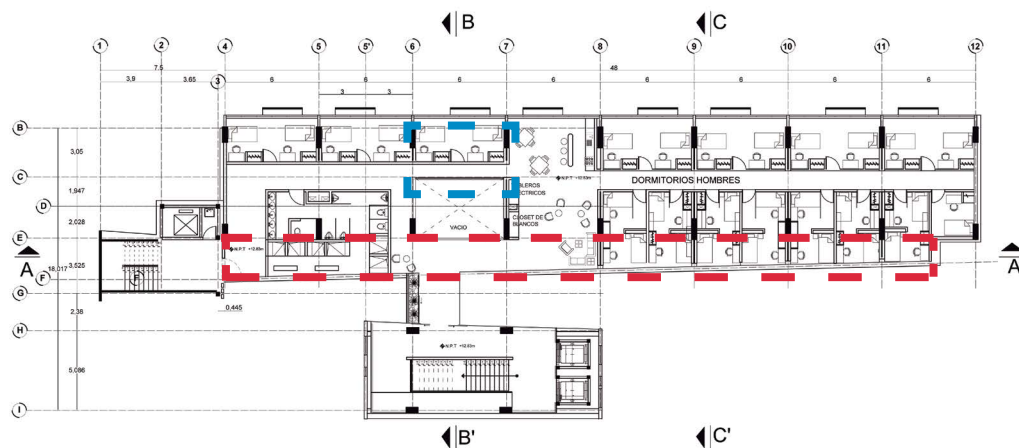 B
C
1
2
4
5
5'
6
7
8
9
10
11
12
3
7.5
48
3,9
3.65
6
6
6
6
6
6
6
6
3
3
B
C
D
E
F
G
H
I
3,05
1,947
2,028
3,525
18,017
2,38
5,086
0,445
DORMITORIOS HOMBRES
CLOSET DE
BLANCOS
VACIO
A
A'
B'
C'